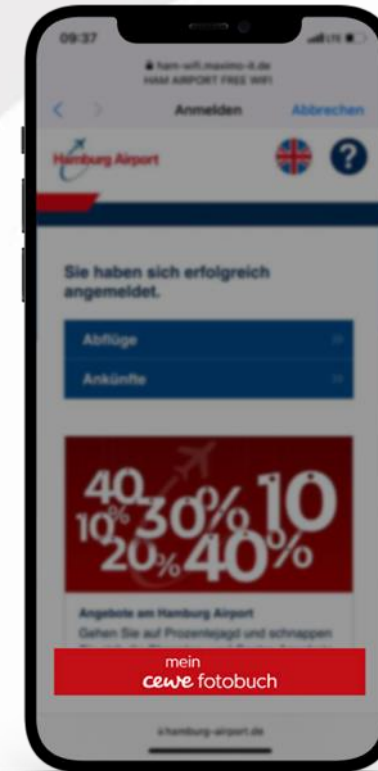 09:37
LTE
ham-wifi.maximo-it.de
HAM AIRPORT FREE WIFI
Anmelden
Abbrechen
Hamburg Airport
?
Sie haben sich erfolgreich
angemeldet.
Abflüge
Ankünfte
40%
30%
10
10%
20%
40%
Angebote am Hamburg Airport
Gehen Sie auf Prozentejagd und schnappen
mein
cewe fotobuch
hamburg-airport.de